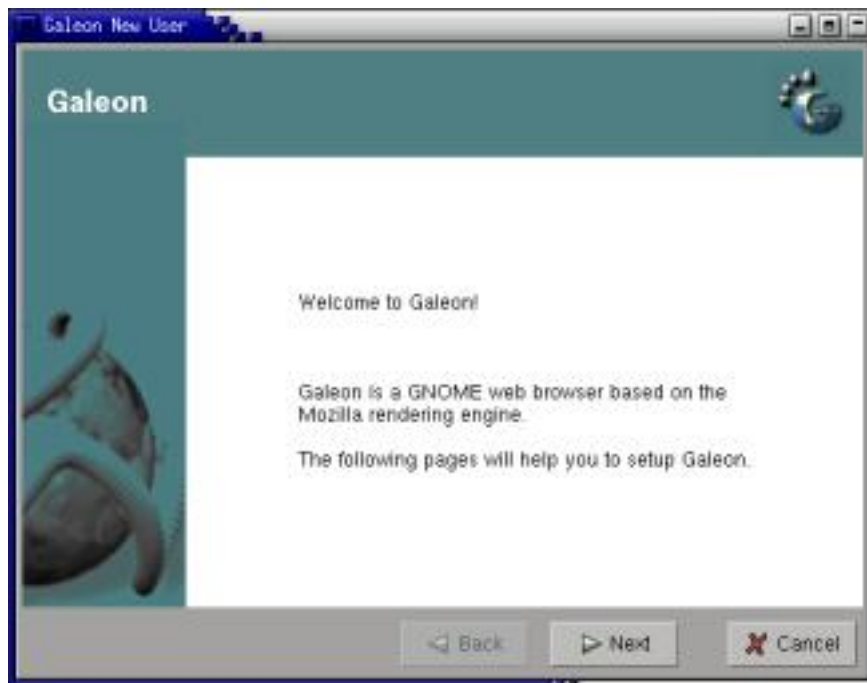 Galeon New User
Galeon
Welcome to Galeon!
Galeon is a GNOME web browser based on the
Mozilla rendering engine.
The following pages will help you to setup Galeon.
Back
Next
Cancel